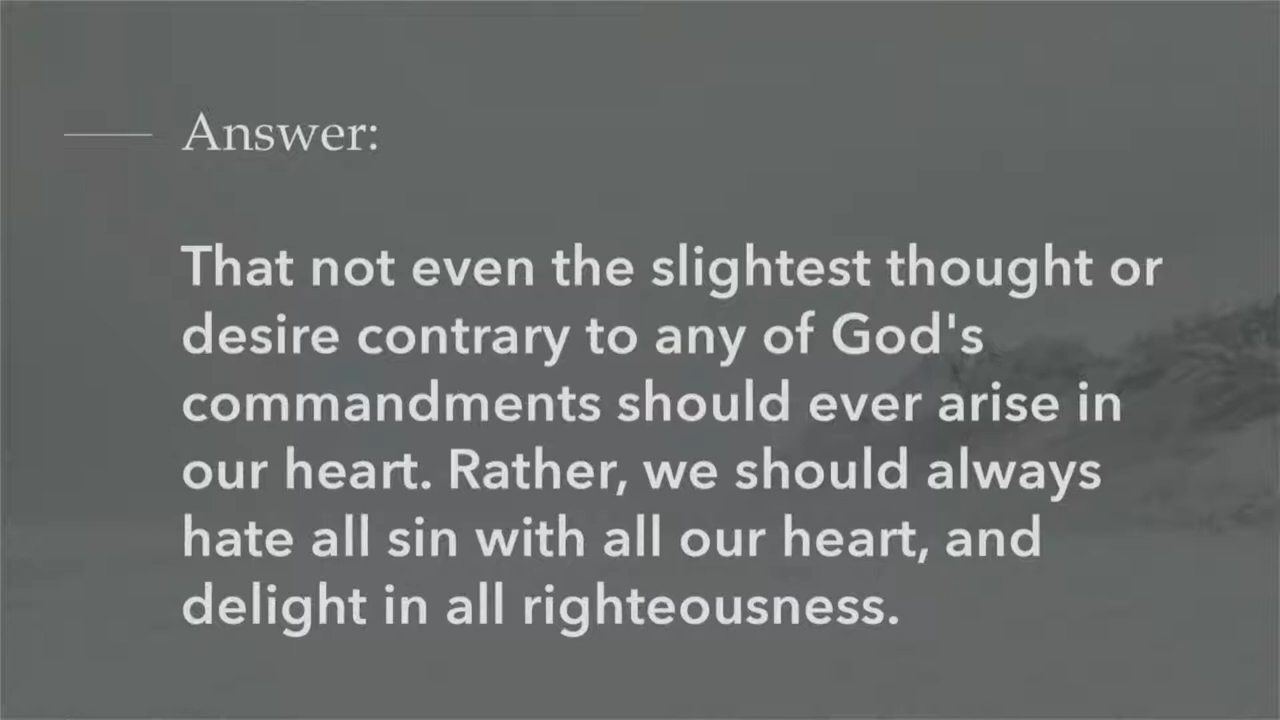 Answer:
That not even the slightest thought or
desire contrary to any of God's
commandments should ever arise in
our heart. Rather, we should always
hate all sin with all our heart, and
delight in all righteousness.